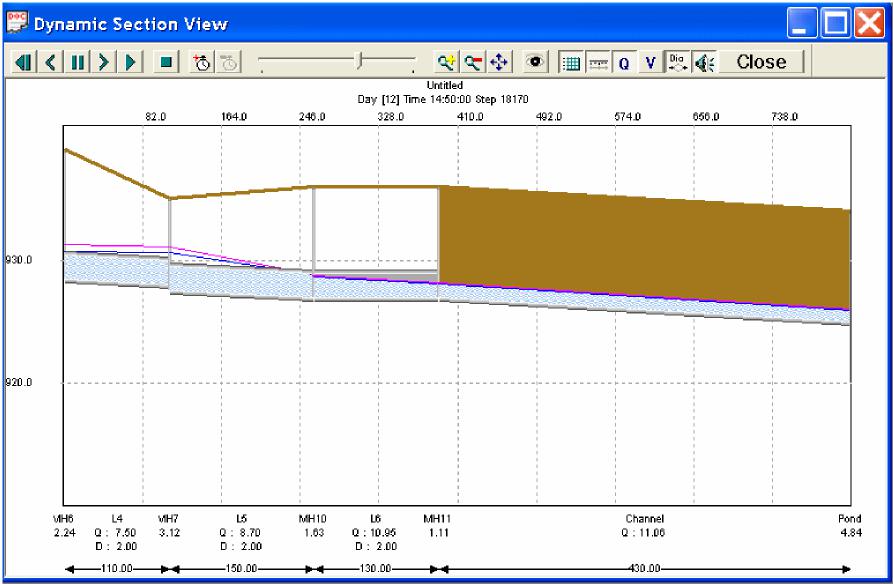 Dynamic Section View
Q V Dia Close
Untitled
Day [12] Time 14:50:00 Step 18170
82.0 164.0 246.0 328.0 410.0 492.0 574.0 656.0 738.0
930.0
920.0
MH6 L4 MH7 L5 MH10 L6 MH11 Channel Pond
2.24 Q : 7.50 3.12 Q : 8.70 1.63 Q : 10.95 1.11 Q : 11.06 4.84
D : 2.00 D : 2.00 D : 2.00
110.00 150.00 130.00 430.00